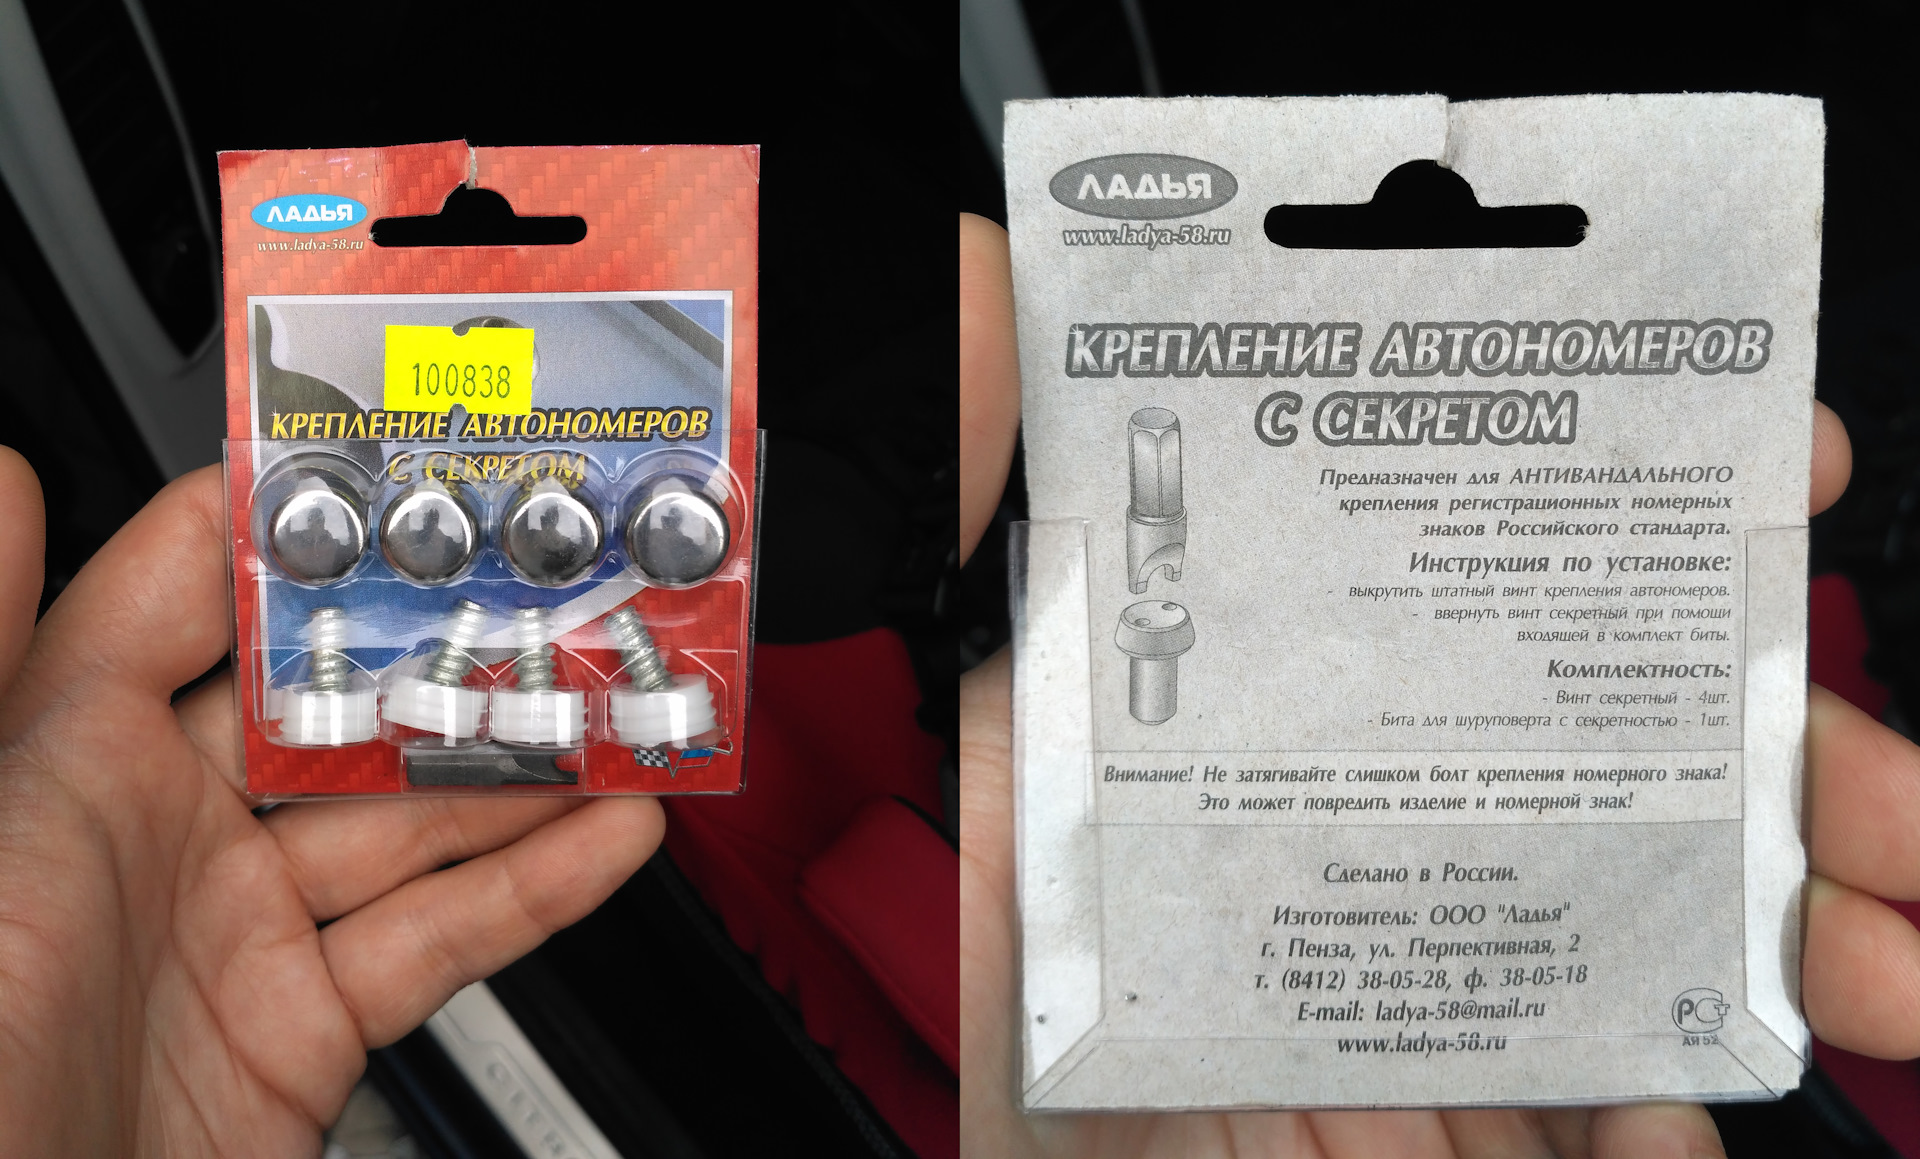 ЛАДЬЯ
www.ladya-58.ru
100838
КРЕПЛЕНИЕ АВТОНОМЕРОВ
С СЕКРЕТОМ
ЛАДЬЯ
www.ladya-58.ru
КРЕПЛЕНИЕ АВТОНОМЕРОВ
С СЕКРЕТОМ
Предназначен для АНТИВАНДАЛЬНОГО
крепления регистрационных номерных
знаков Российского стандарта.
Инструкция по установке:
- выкрутить штатный винт крепления автономеров.
- ввернуть винт секретный при помощи
входящей в комплект биты.
Комплектность:
- Винт секретный - 4шт.
- Бита для шуруповерта с секретностью - 1шт.
Внимание! Не затягивайте слишком болт крепления номерного знака!
Это может повредить изделие и номерной знак!
Сделано в России.
Изготовитель: ООО "Ладья"
г. Пенза, ул. Перпективная, 2
т. (8412) 38-05-28, ф. 38-05-18
E-mail: ladya-58@mail.ru
www.ladya-58.ru
РСТ
АЯ 52